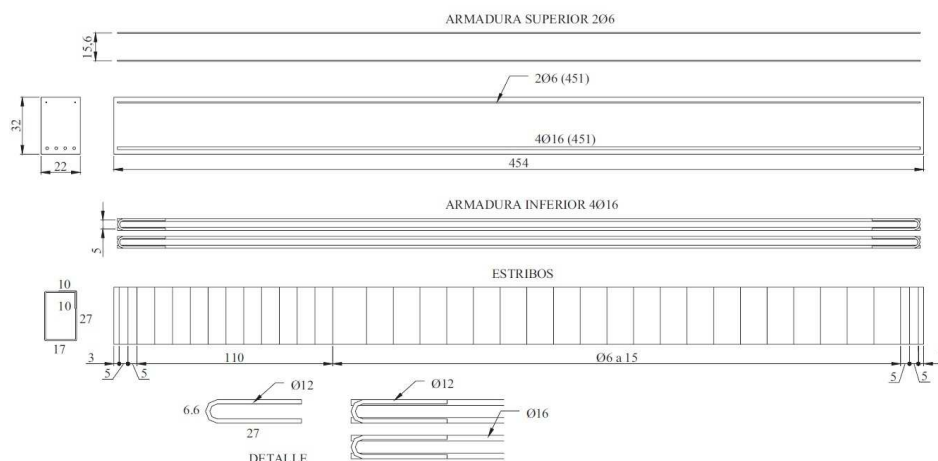 ARMADURA SUPERIOR 2Ø6
15,6
2Ø6 (451)
32
4Ø16 (451)
22
454
ARMADURA INFERIOR 4Ø16
5
ESTRIBOS
10
10
27
17
3
5
5
110
Ø6 a 15
5
5
Ø12
6.6
27
Ø12
Ø16
DETALLE